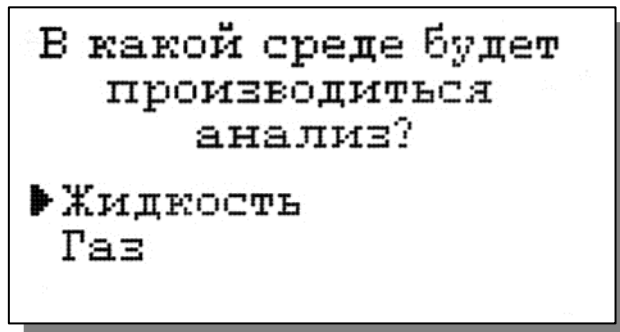 В какой среде будет
производиться
анализ?
Жидкость
Газ